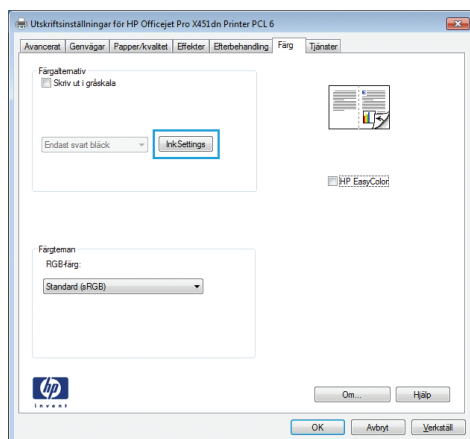 Utskriftsinställningar för HP Officejet Pro X451dn Printer PCL 6
Avancerat Genvägar Papper/kvalitet Effekter Efterbehandling Färg Tjänster
Färgalternativ
Skriv ut i gråskala
Endast svart bläck InkSettings
HP EasyColor
Färgteman
RGB-färg:
Standard (sRGB)
hp
invent
Om... Hjälp
OK Avbryt Verkställ